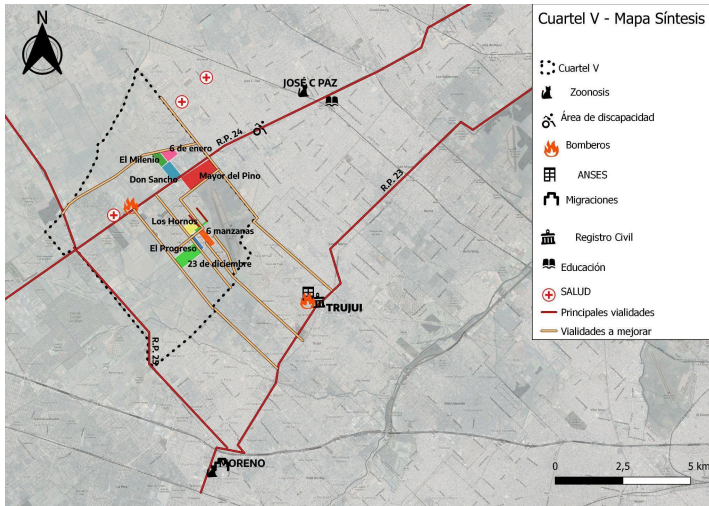 Cuartel V - Mapa Síntesis
Cuartel V
Zoonosis
Área de discapacidad
Bomberos
ANSES
Migraciones
Registro Civil
Educación
SALUD
Principales vialidades
Vialidades a mejorar
N
JOSÉ C PAZ
R.P. 24
6 de enero
El Milenio
Don Sancho
Mayor del Pino
R.P. 23
Los Hornos
6 manzanas
El Progreso
23 de diciembre
TRUJUI
R.P. 29
MORENO
0 2,5 5 km